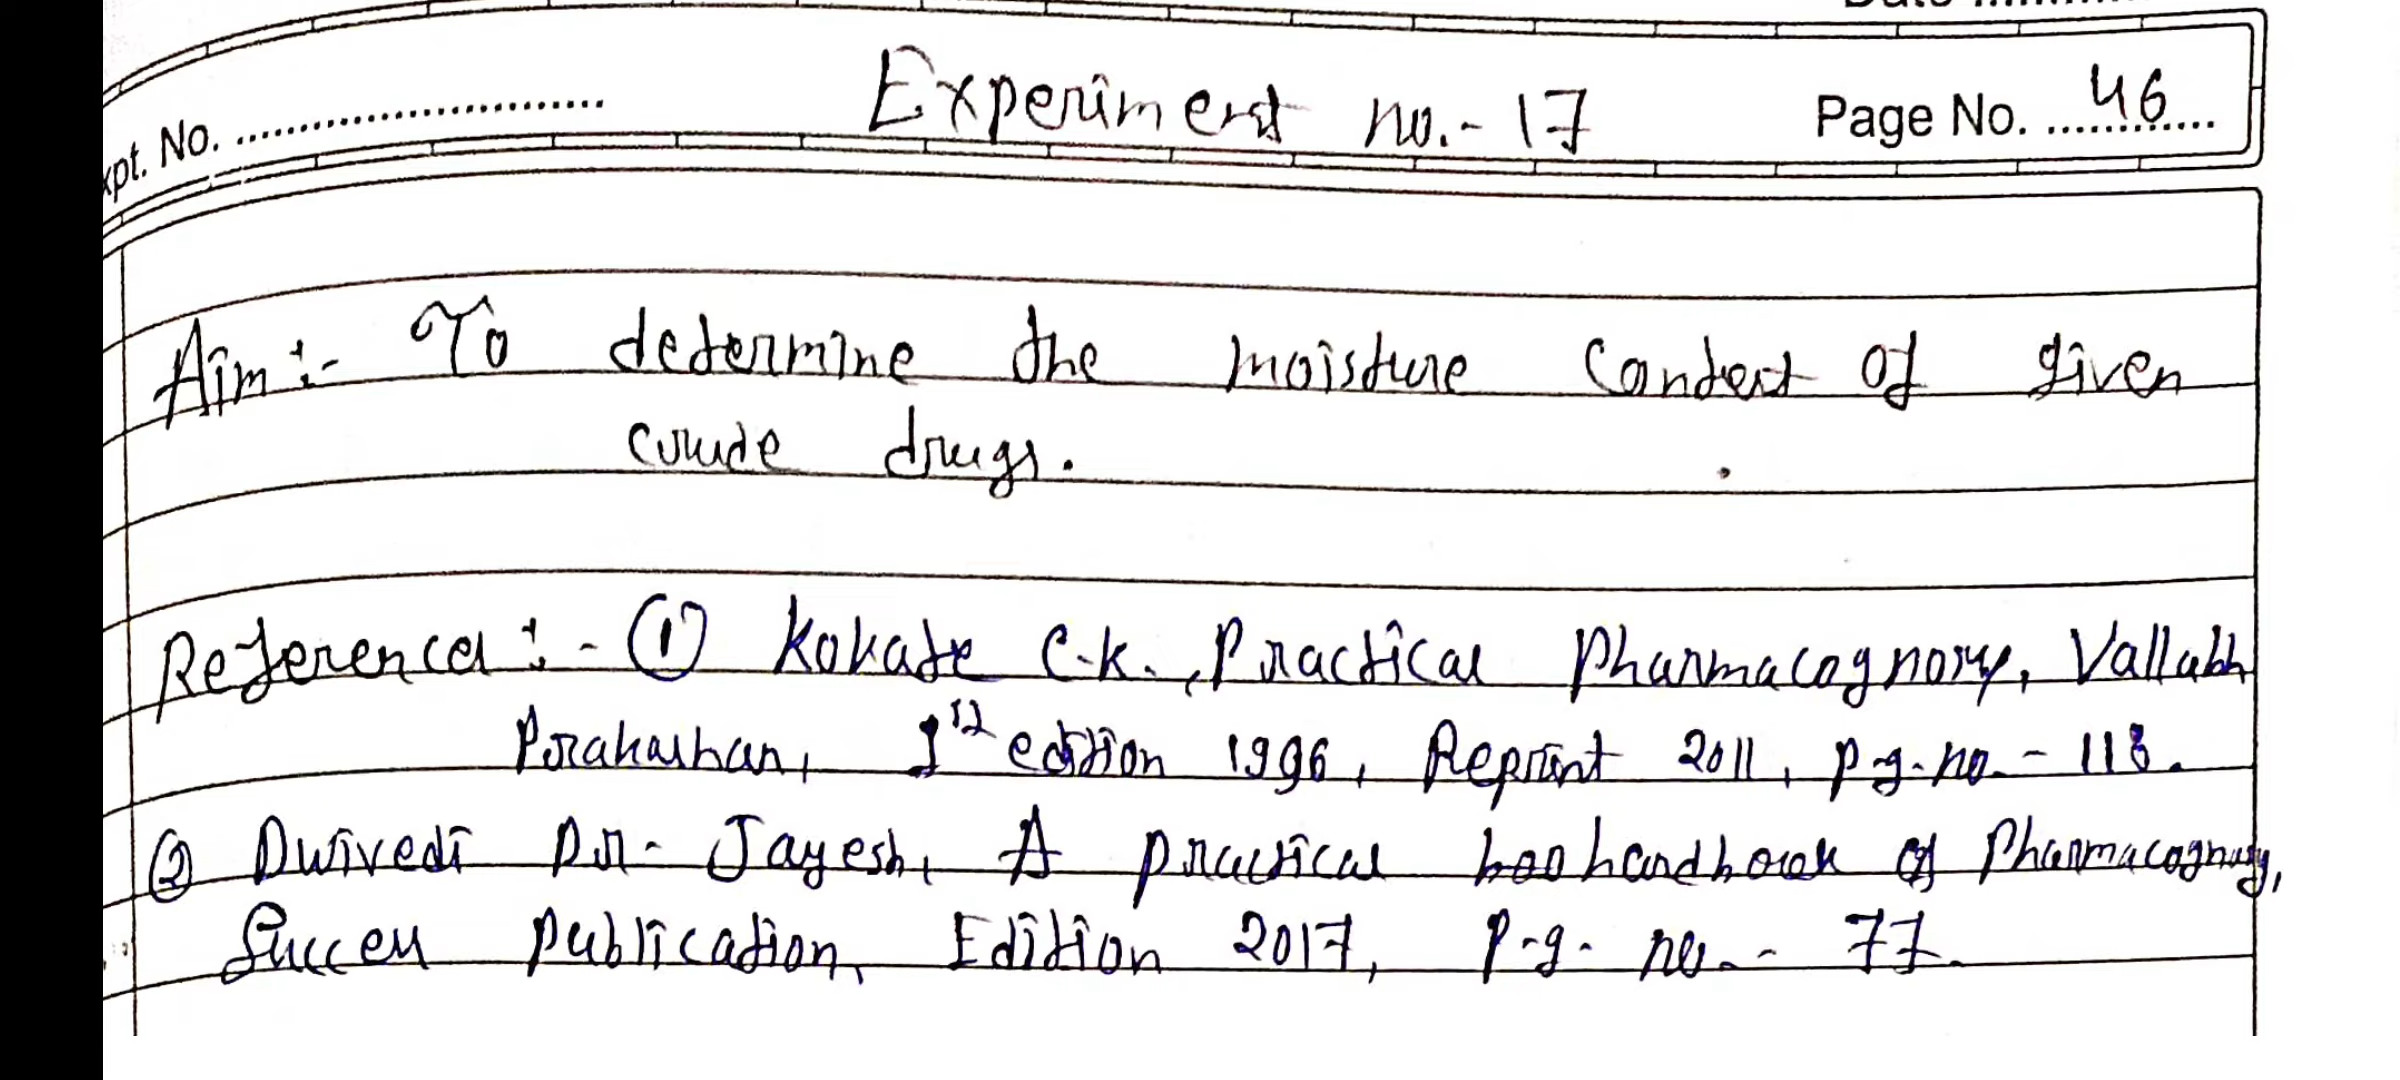 Experiment no.- 17
Expt. No. .............................. Page No. ....46....
Aim :- To determine the moisture content of given
crude drugs.
References :- ① Kokate C.K., Practical Pharmacognosy, Vallabh
Prakashan, 1st edition 1996, Reprint 2011, p.g. no. - 118.
② Dwivedi Dr. Jayesh, A practical handbook of Pharmacognosy,
Success Publication, Edition 2017, P.g. no. - 77.